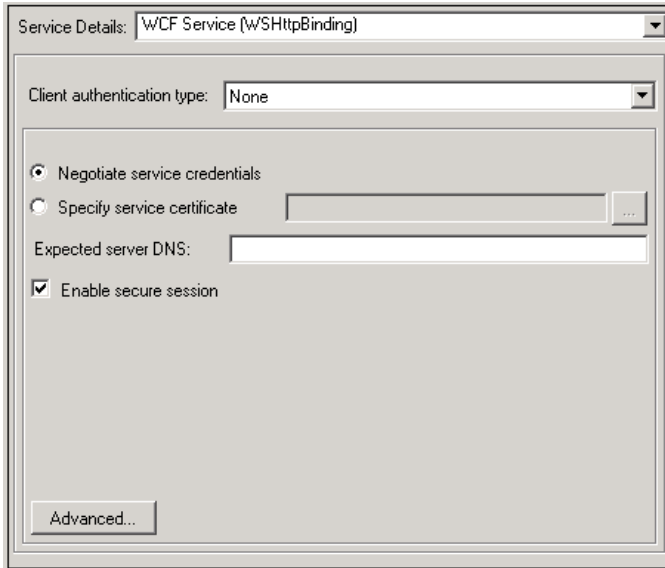 Service Details: WCF Service (WSHttpBinding)
Client authentication type: None
Negotiate service credentials
Specify service certificate ...
Expected server DNS:
Enable secure session
Advanced...